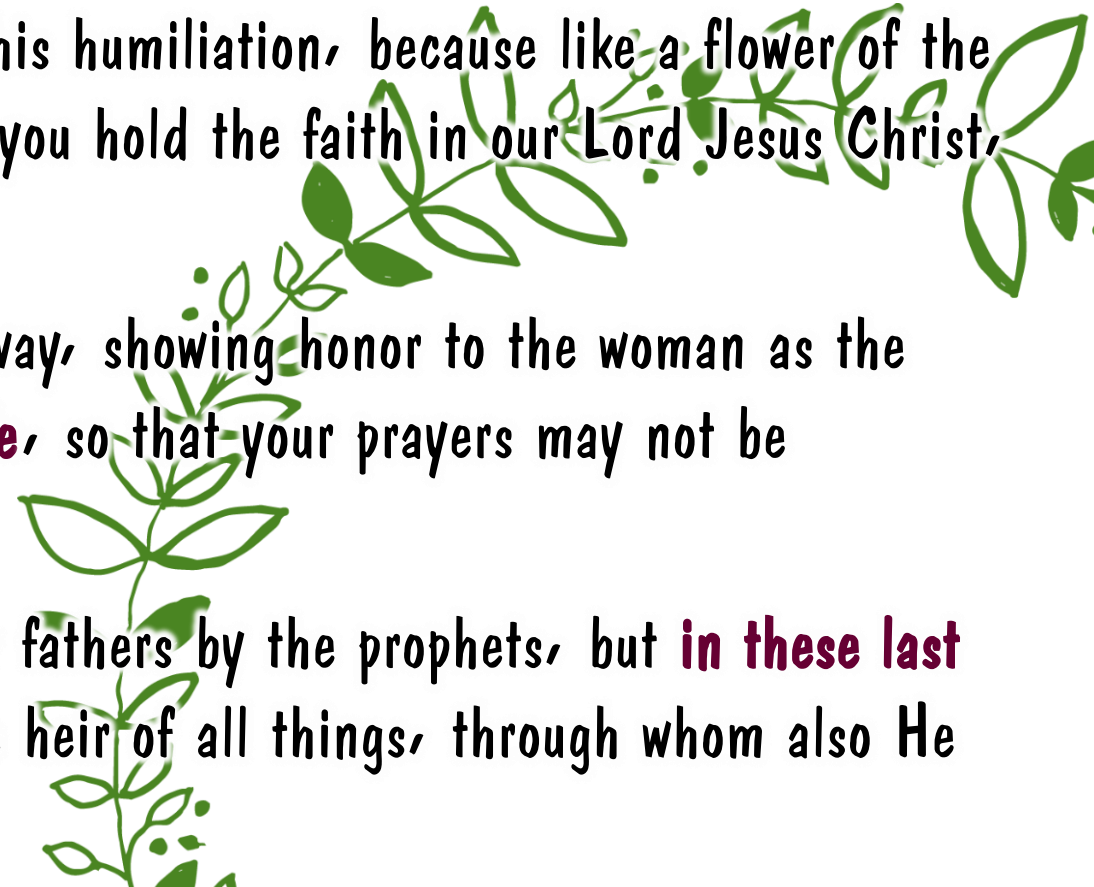 his humiliation, because like a flower of the
you hold the faith in our Lord Jesus Christ,
way, showing honor to the woman as the
e, so that your prayers may not be
fathers by the prophets, but in these last
heir of all things, through whom also He